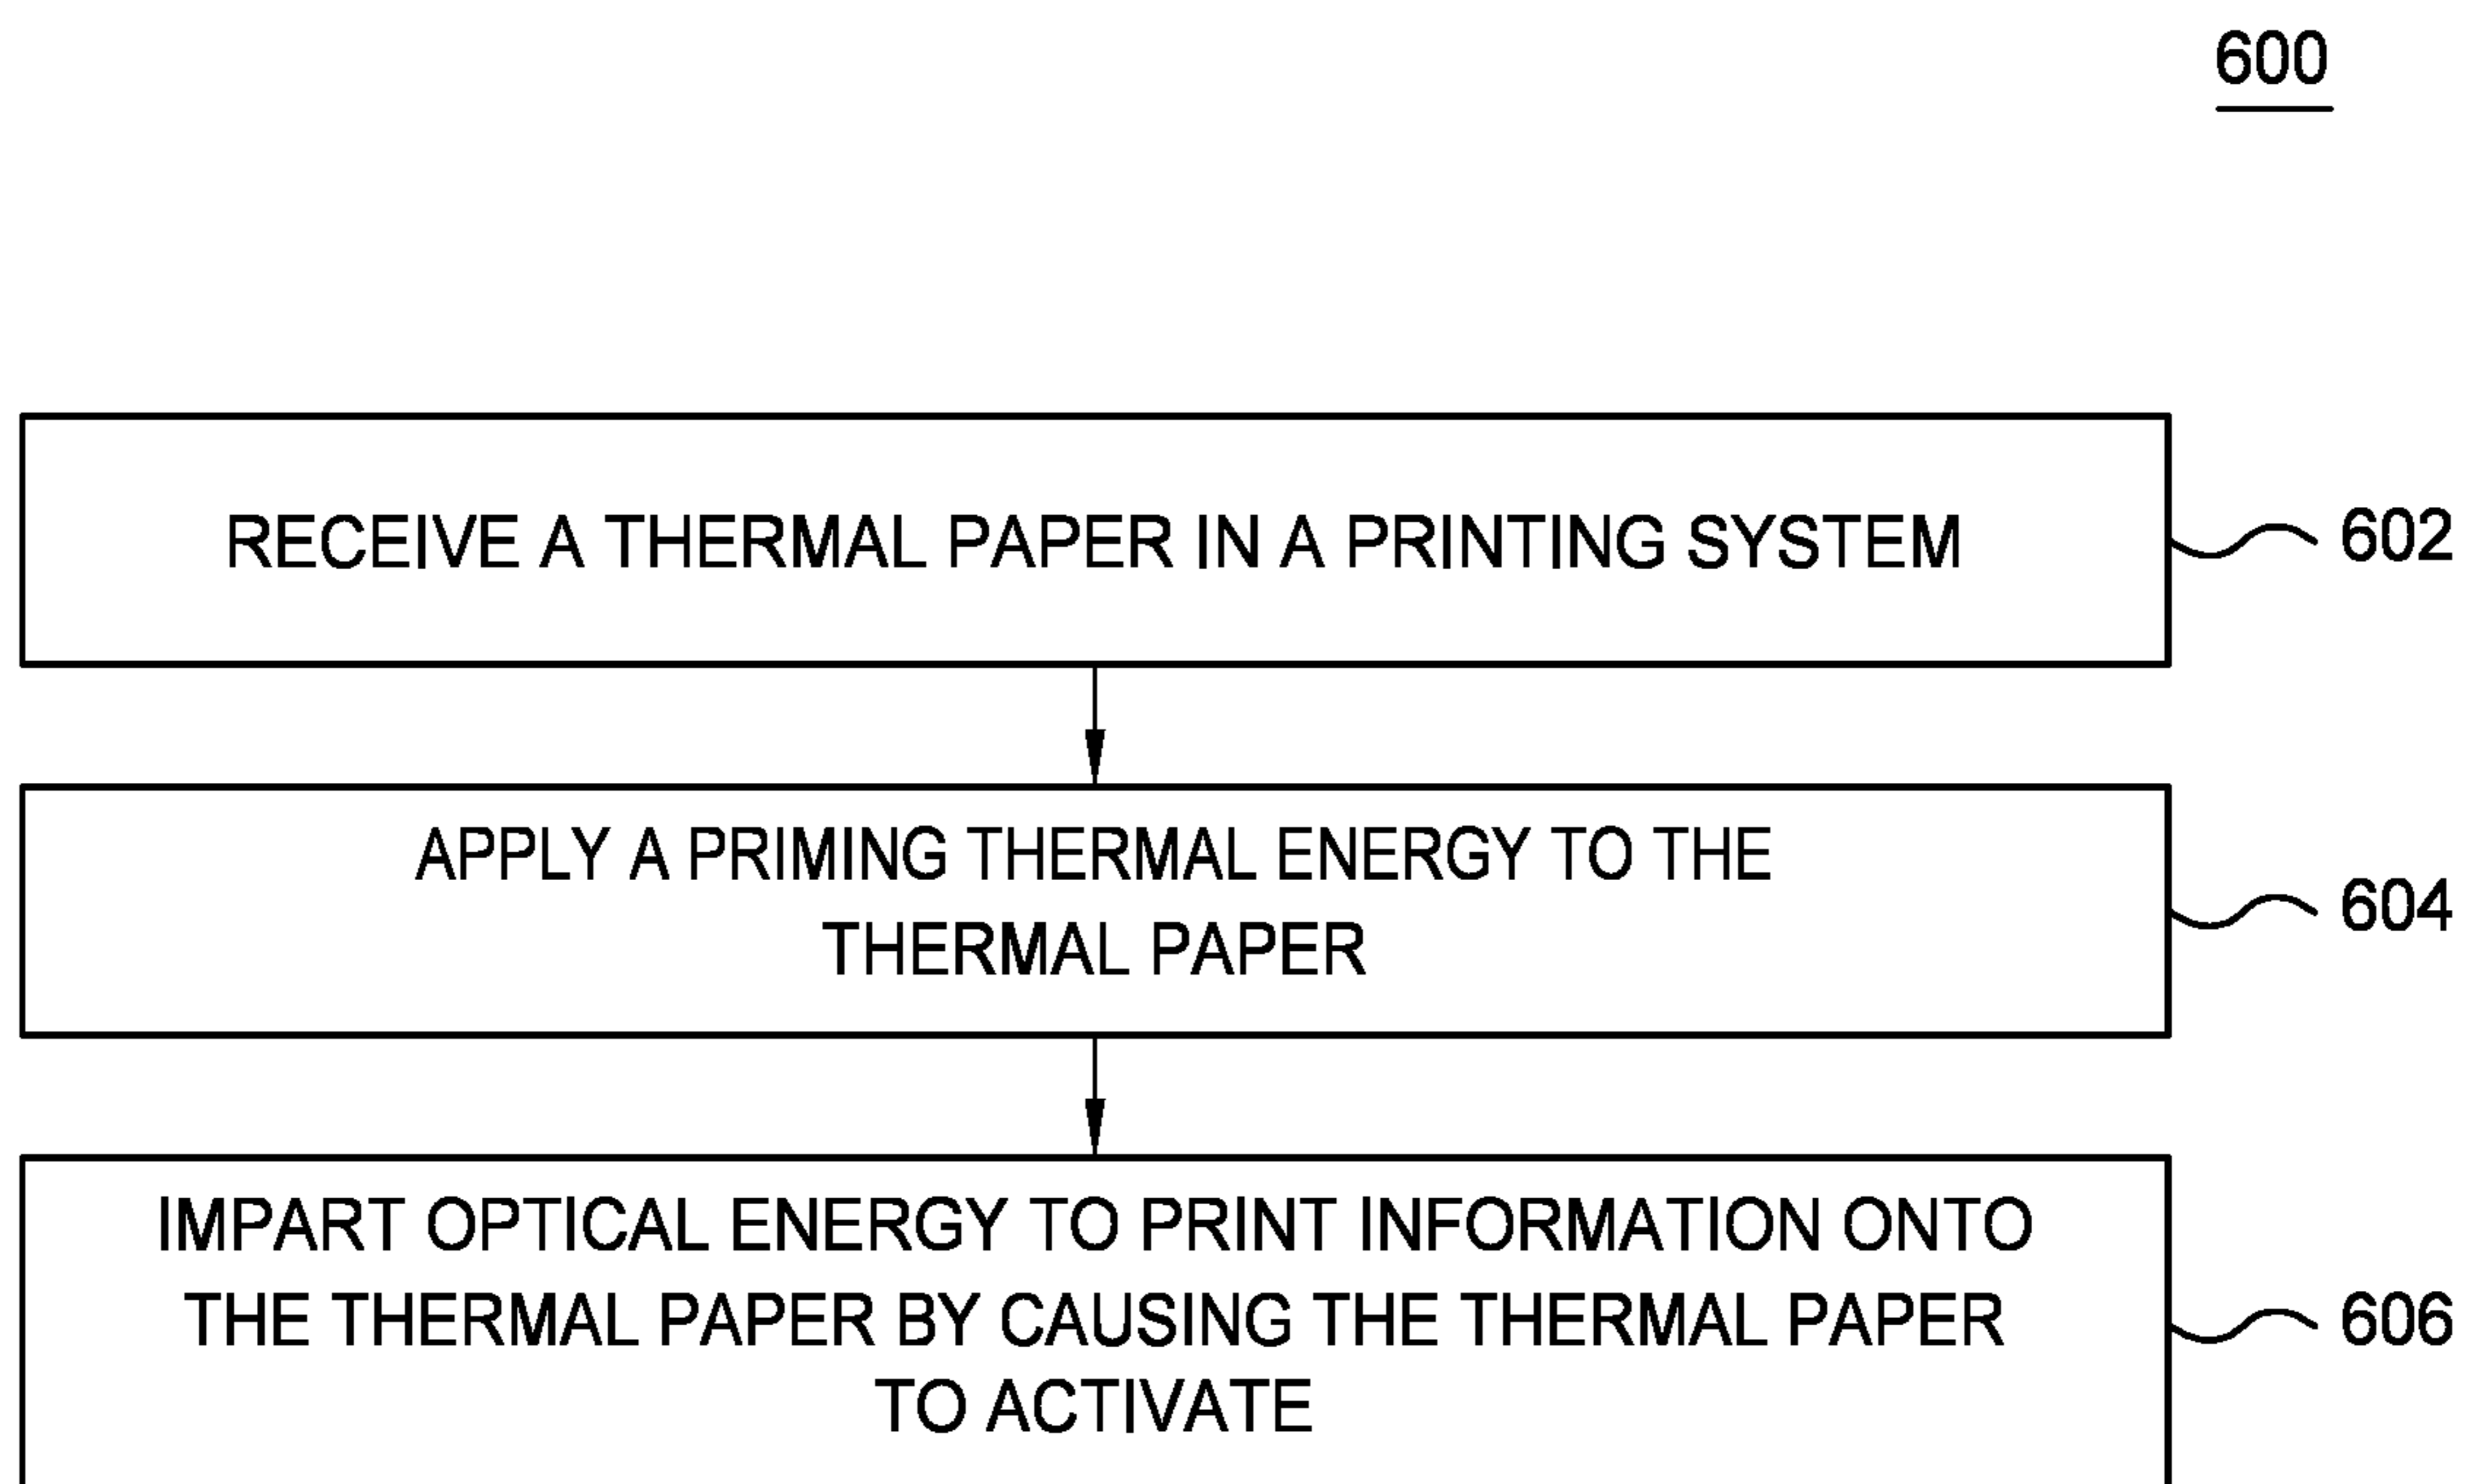 600
RECEIVE A THERMAL PAPER IN A PRINTING SYSTEM
602
APPLY A PRIMING THERMAL ENERGY TO THE
THERMAL PAPER
604
IMPART OPTICAL ENERGY TO PRINT INFORMATION ONTO
THE THERMAL PAPER BY CAUSING THE THERMAL PAPER
TO ACTIVATE
606